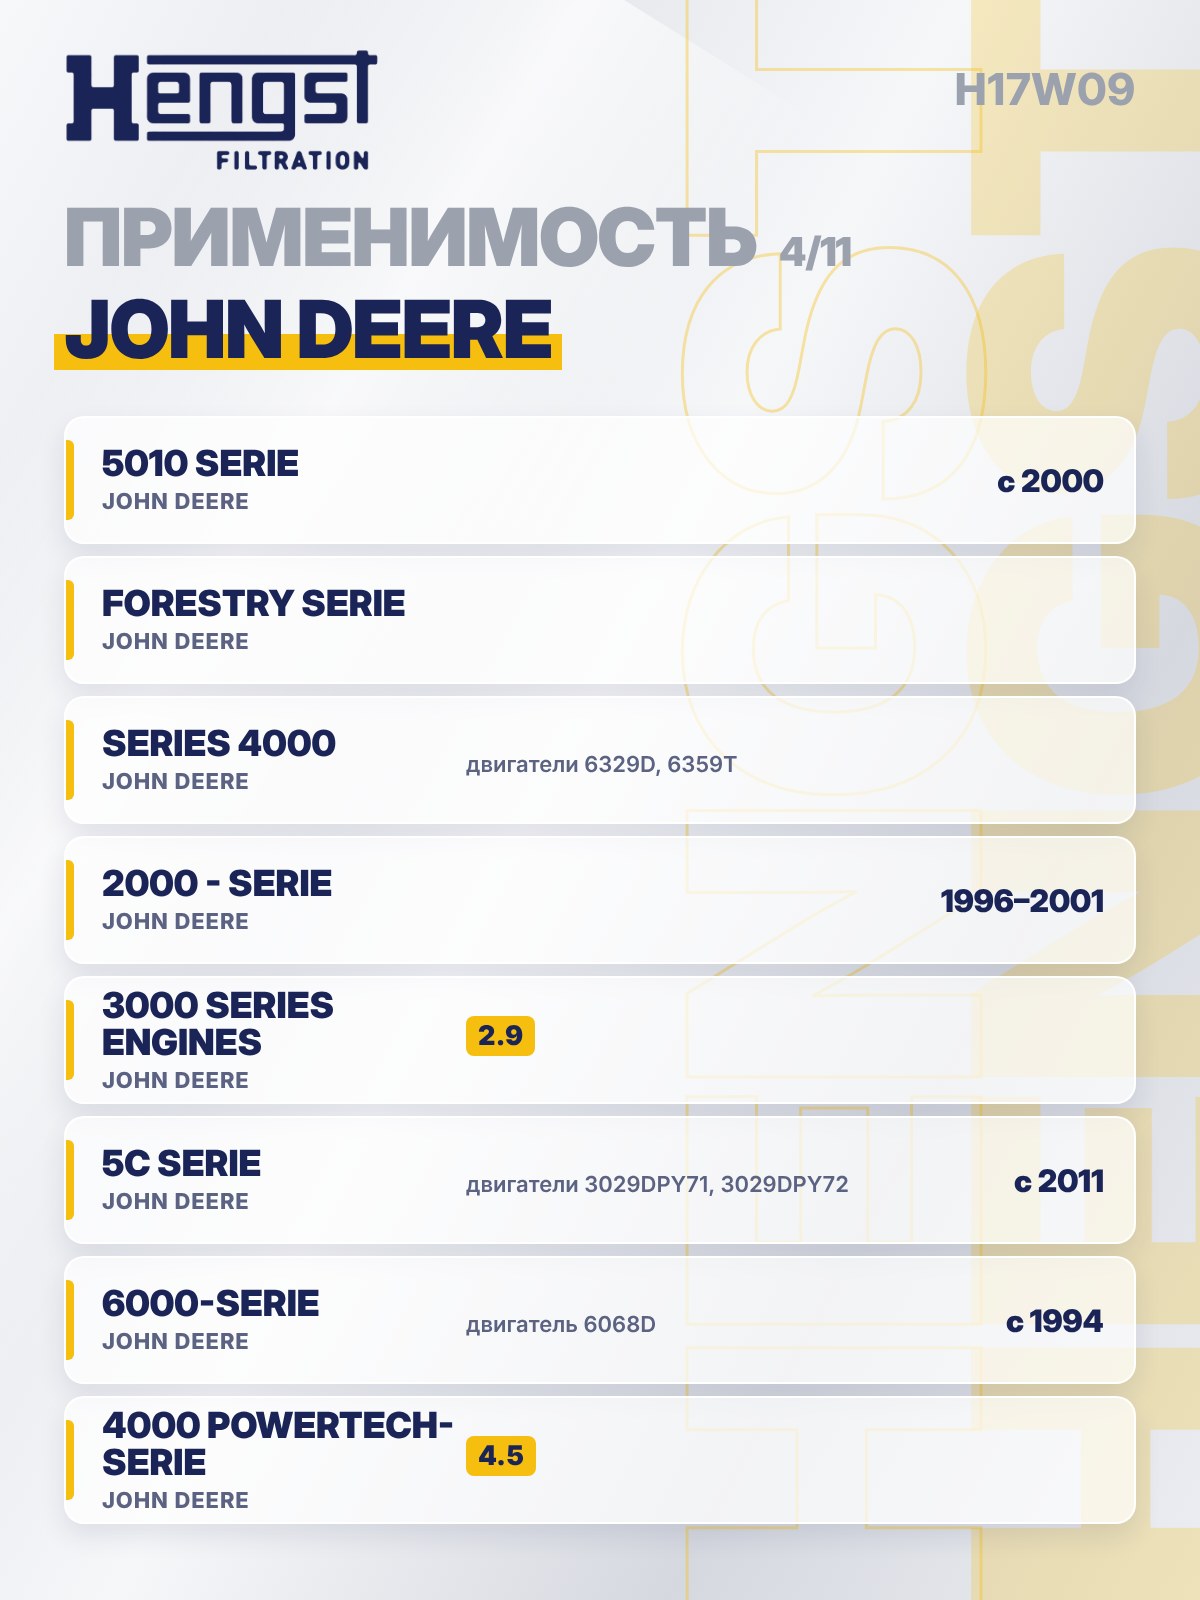 Hengst
FILTRATION
H17W09
ПРИМЕНИМОСТЬ 4/11
JOHN DEERE
5010 SERIE
JOHN DEERE
с 2000
FORESTRY SERIE
JOHN DEERE
SERIES 4000
JOHN DEERE
двигатели 6329D, 6359T
2000 - SERIE
JOHN DEERE
1996–2001
3000 SERIES
ENGINES
JOHN DEERE
2.9
5C SERIE
JOHN DEERE
двигатели 3029DPY71, 3029DPY72
с 2011
6000-SERIE
JOHN DEERE
двигатель 6068D
с 1994
4000 POWERTECH-
SERIE
JOHN DEERE
4.5
HENGST
HENGST